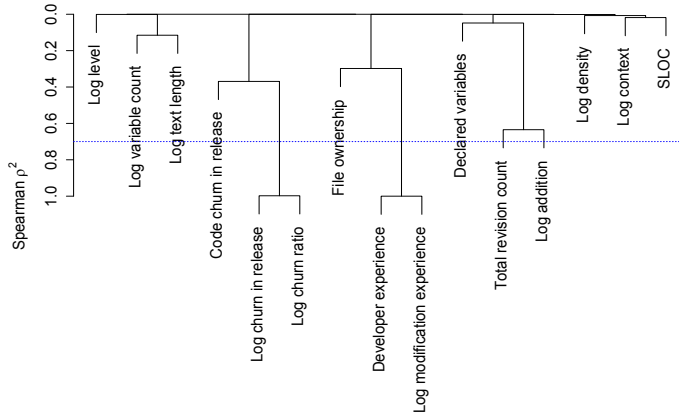 Spearman ρ²
0.0
0.2
0.4
0.6
0.8
1.0
Log level
Log variable count
Log text length
Code churn in release
Log churn in release
Log churn ratio
File ownership
Developer experience
Log modification experience
Declared variables
Total revision count
Log addition
Log density
Log context
SLOC